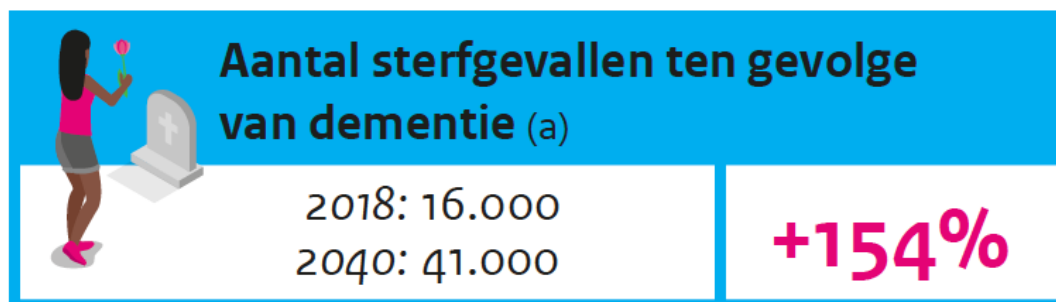 Aantal sterfgevallen ten gevolge
van dementie (a)
2018: 16.000
2040: 41.000
+154%